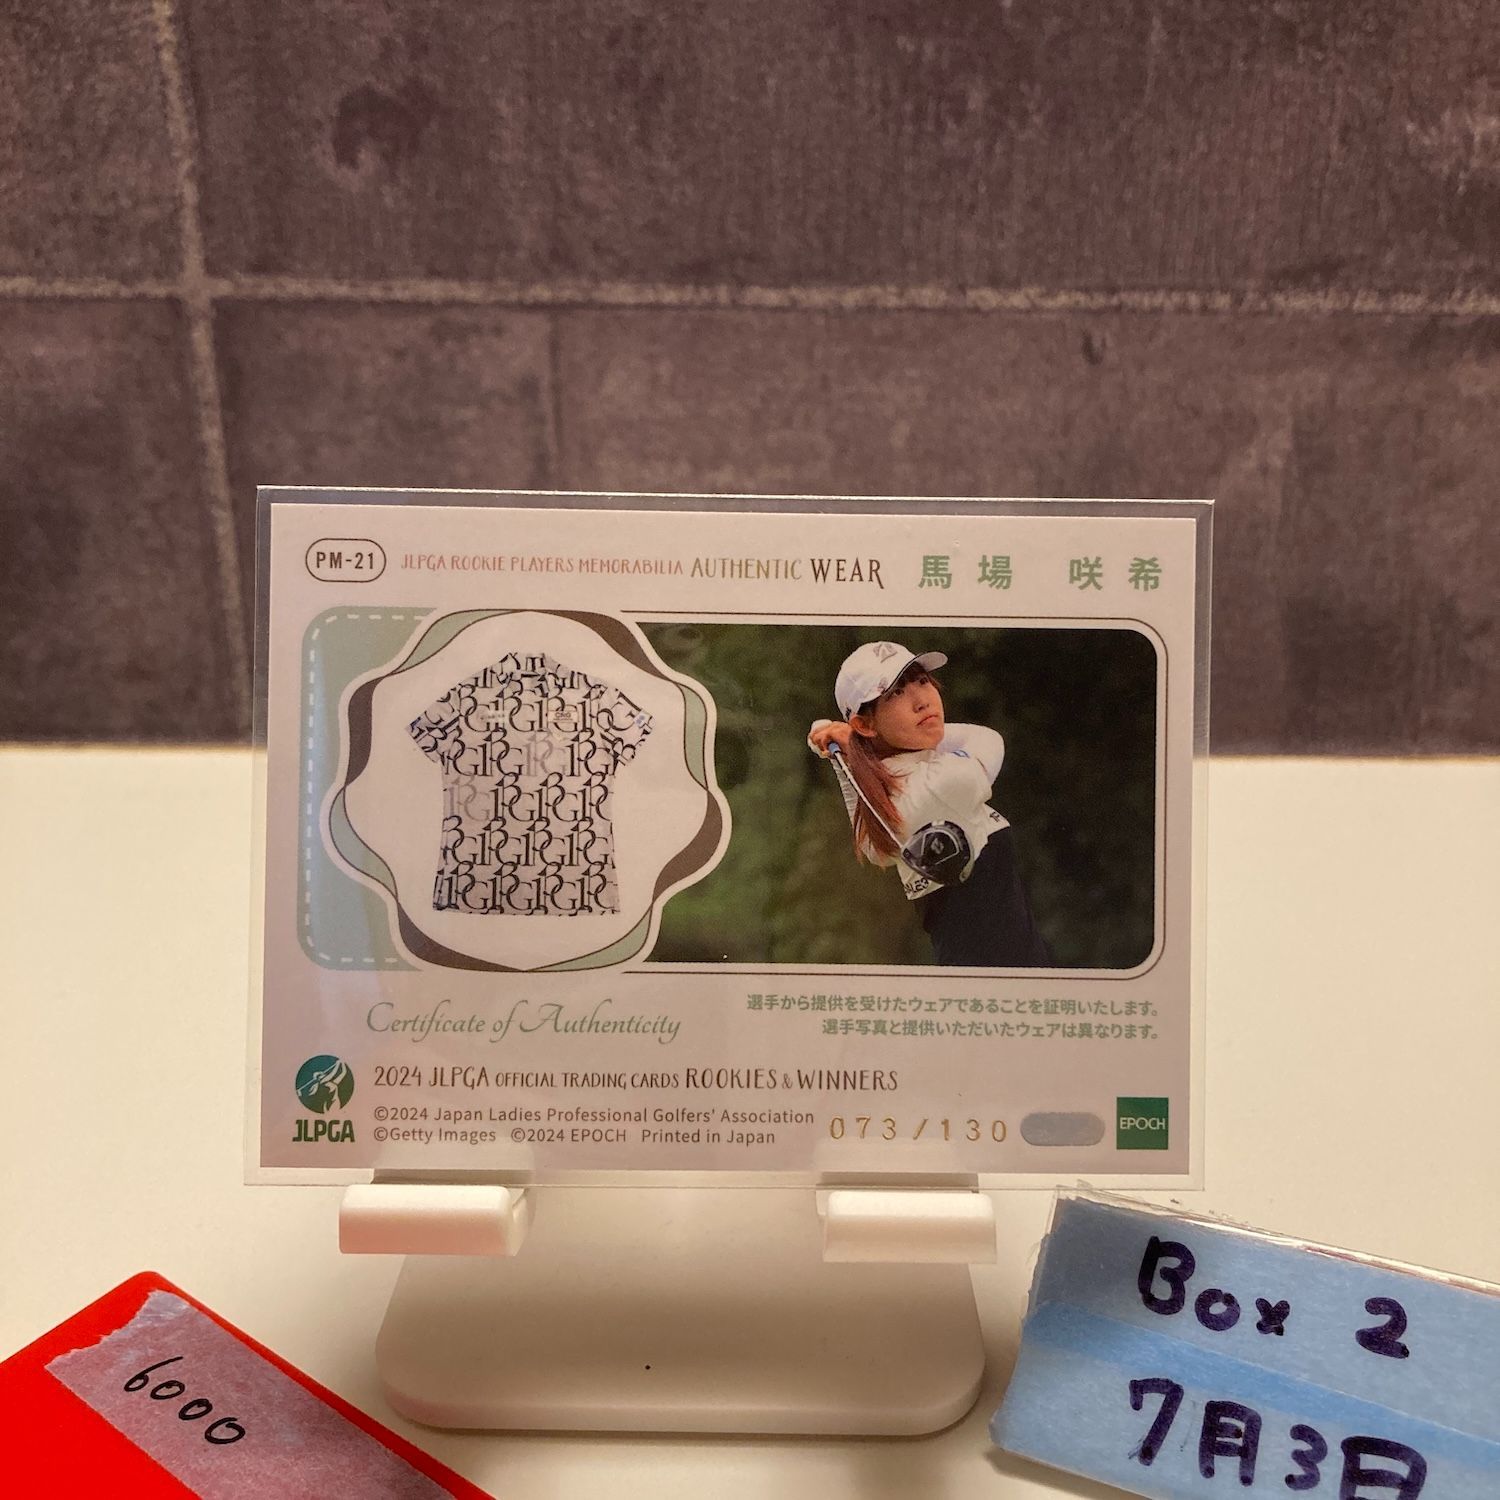 PM-21 JLPGA ROOKIE PLAYERS MEMORABILIA AUTHENTIC WEAR 馬場 咲希
Certificate of Authenticity
選手から提供を受けたウェアであることを証明いたします。
選手写真と提供いただいたウェアは異なります。
2024 JLPGA OFFICIAL TRADING CARDS ROOKIES & WINNERS
JLPGA
©2024 Japan Ladies Professional Golfers' Association
©Getty Images ©2024 EPOCH Printed in Japan
073/130
EPOCH
6000
Box 2
7月3日